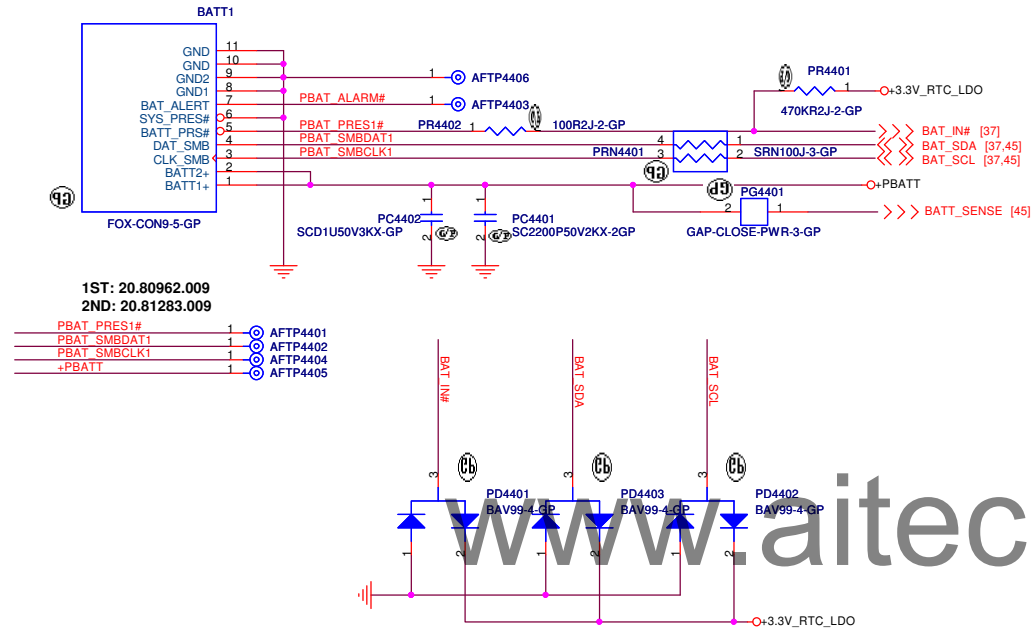 BATT1
GND 11
GND 10
GND2 9
GND1 8
BAT_ALERT 7
SYS_PRES# 6
BATT_PRS# 5
DAT_SMB 4
CLK_SMB 3
BATT2+ 2
BATT1+ 1
FOX-CON9-5-GP
1 AFTP4406
PBAT_ALARM# 1 AFTP4403
PBAT_PRES1# PR4402 1 100R2J-2-GP
PBAT_SMBDAT1 4 1
PBAT_SMBCLK1 PRN4401 3 2 SRN100J-3-GP
PR4401
1 +3.3V_RTC_LDO
470KR2J-2-GP
BAT_IN# [37]
BAT_SDA [37,45]
BAT_SCL [37,45]
+PBATT
PG4401
2 1 BATT_SENSE [45]
GAP-CLOSE-PWR-3-GP
1 1
PC4402 PC4401
SCD1U50V3KX-GP SC2200P50V2KX-2GP
2 2
1ST: 20.80962.009
2ND: 20.81283.009
PBAT_PRES1# 1 AFTP4401
PBAT_SMBDAT1 1 AFTP4402
PBAT_SMBCLK1 1 AFTP4404
+PBATT 1 AFTP4405
BAT_IN# BAT_SDA BAT_SCL
3 3 3
PD4401 PD4403 PD4402
BAV99-4-GP BAV99-4-GP BAV99-4-GP
1 2 1 2 1 2
www.aitec
+3.3V_RTC_LDO